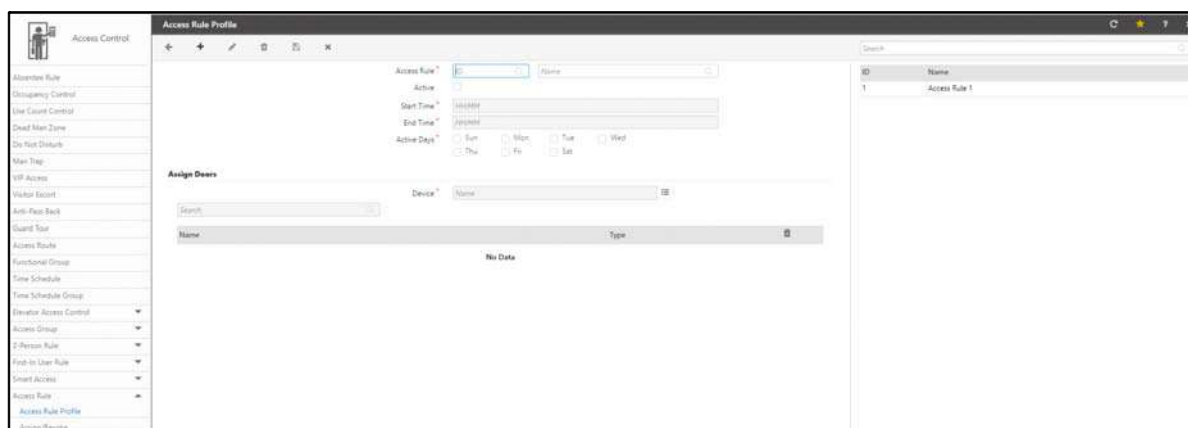 Access Control
Access Rule Profile
Search
Absentee Rule
Occupancy Control
Use Count Control
Dead Man Zone
Do Not Disturb
Man Trap
VIP Access
Visitor Escort
Anti-Pass Back
Guard Tour
Access Route
Functional Group
Time Schedule
Time Schedule Group
Elevator Access Control
Access Group
2-Person Rule
First-In User Rule
Smart Access
Access Rule
Access Rule Profile
Assign/Revoke
Access Rule * ID Name
Active
Start Time * HH:MM
End Time * HH:MM
Active Days * Sun Mon Tue Wed
Thu Fri Sat
Assign Doors
Device * Name
Search
Name Type
No Data
ID Name
1 Access Rule 1